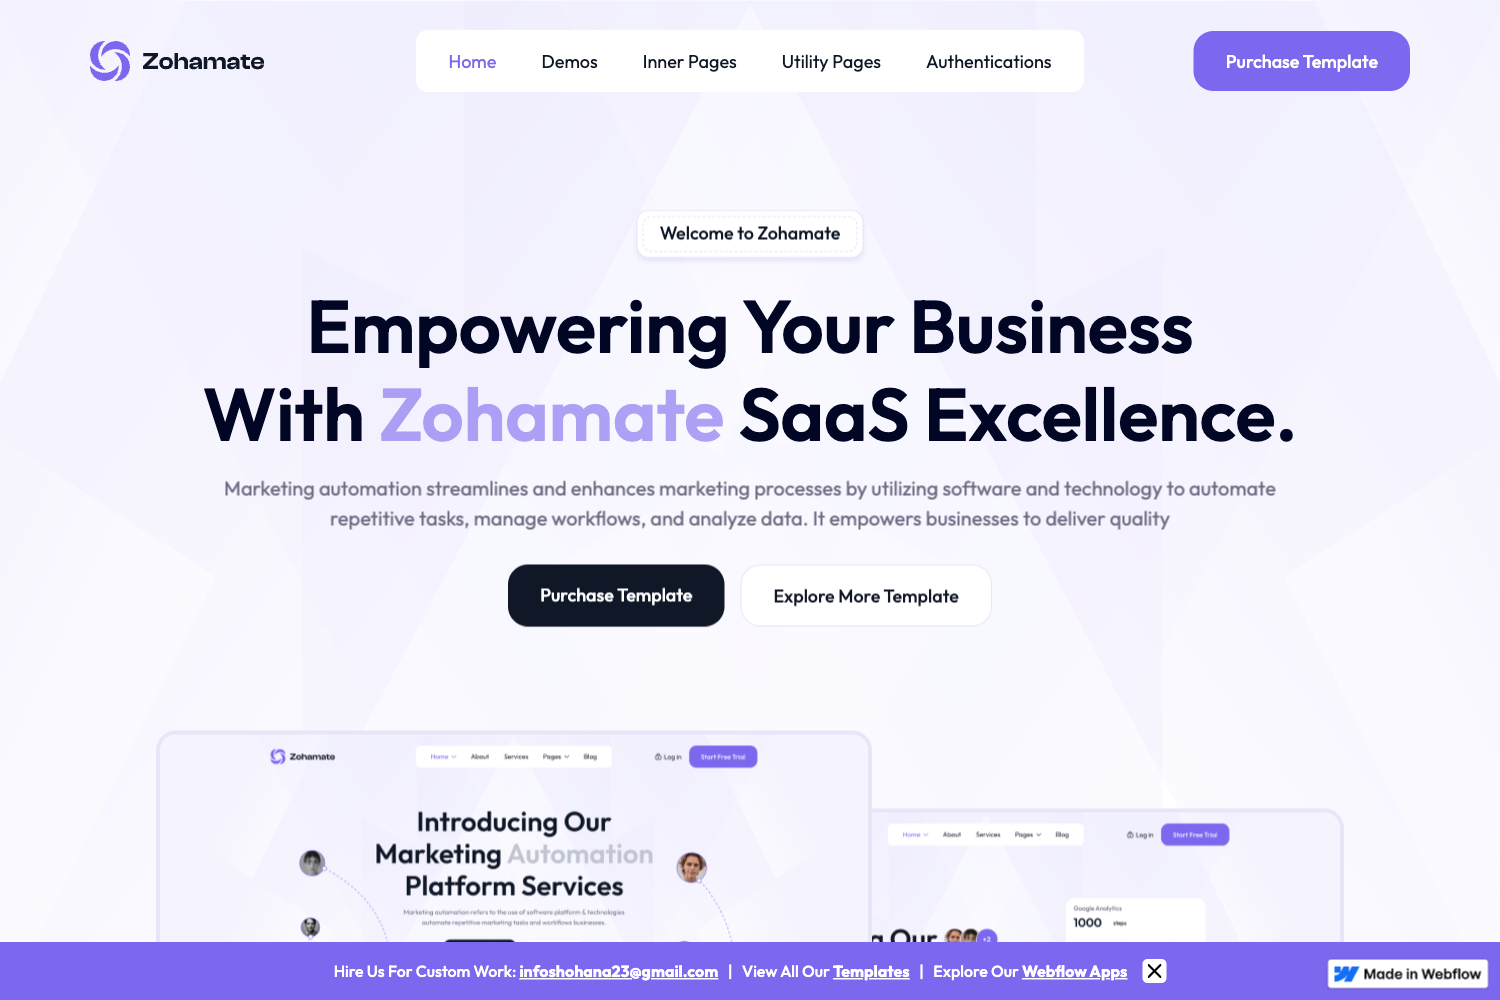 Zohamate
Home Demos Inner Pages Utility Pages Authentications
Purchase Template
Welcome to Zohamate
Empowering Your Business
With Zohamate SaaS Excellence.
Marketing automation streamlines and enhances marketing processes by utilizing software and technology to automate
repetitive tasks, manage workflows, and analyze data. It empowers businesses to deliver quality
Purchase Template
Explore More Template
Zohamate
Home About Services Pages Blog
Log in
Start Free Trial
Introducing Our
Marketing Automation
Platform Services
Marketing automation refers to the use of software platform & technologies
automate repetitive marketing tasks and workflows businesses.
Home About Services Pages Blog
Log in
Start Free Trial
Google Analytics
1000 steps
g Our
+2
Hire Us For Custom Work: infoshohana23@gmail.com | View All Our Templates | Explore Our Webflow Apps
Made in Webflow